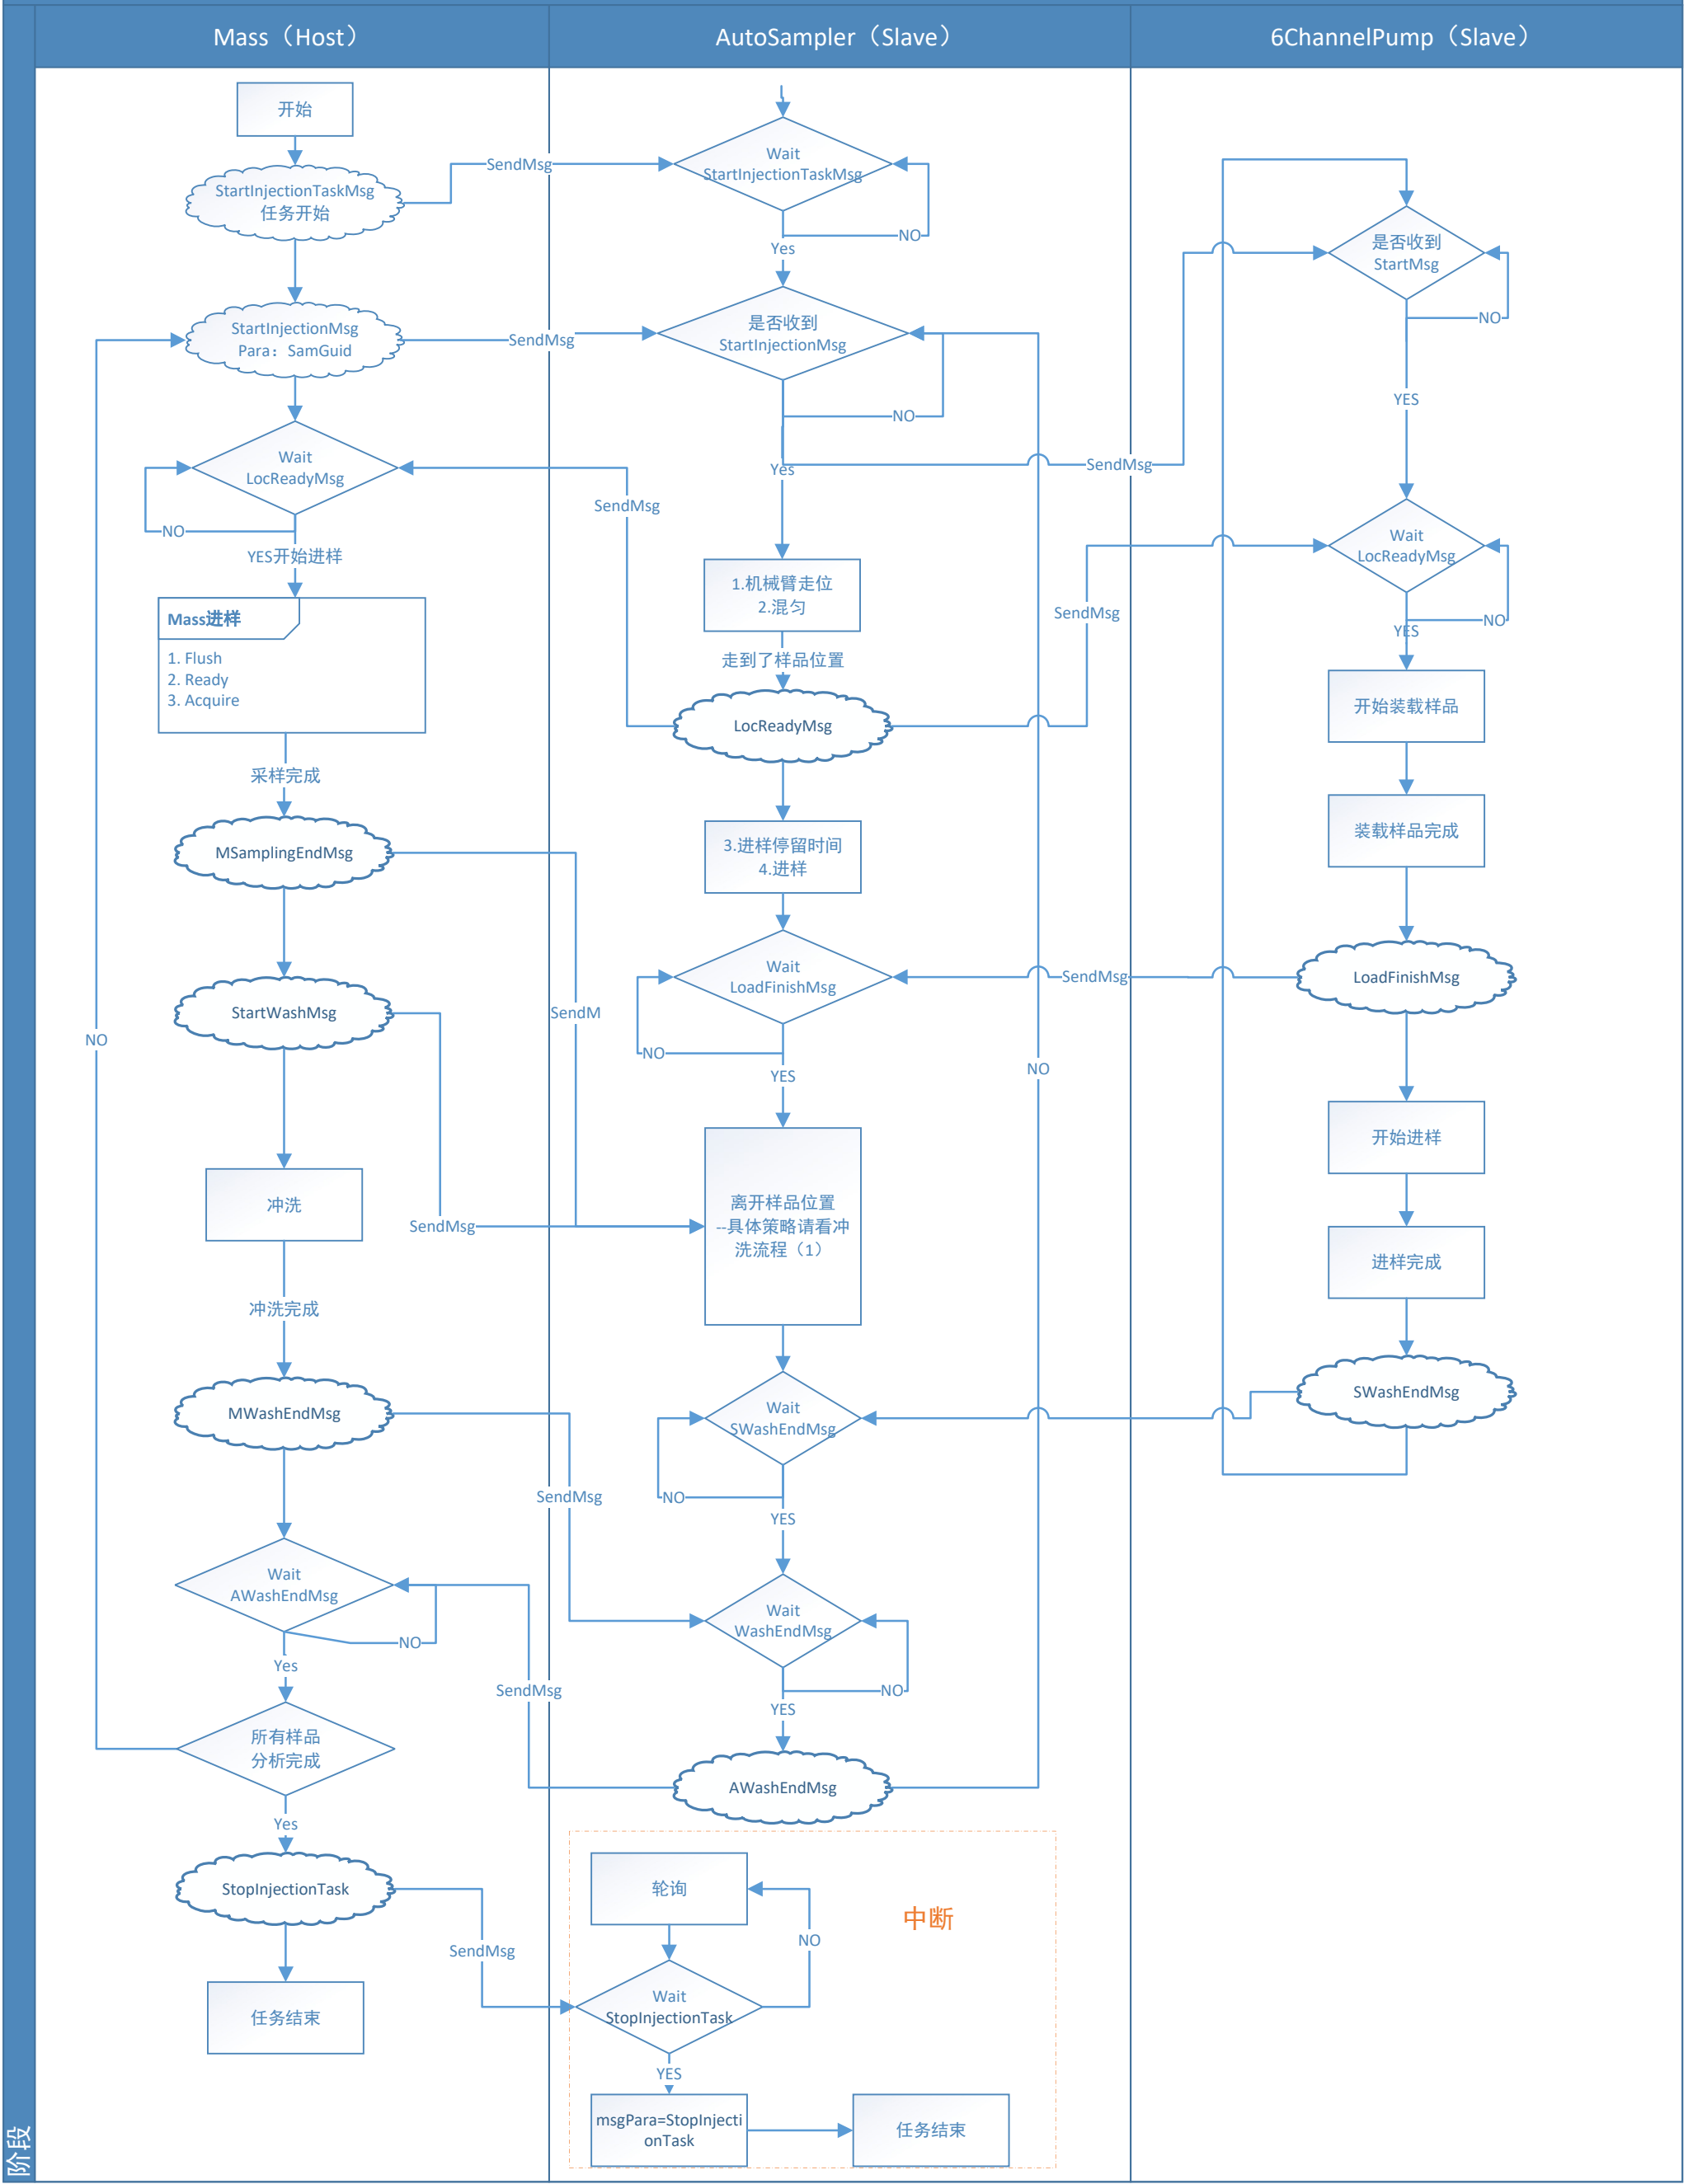 Mass（Host）
AutoSampler（Slave）
6ChannelPump（Slave）
阶段
开始
StartInjectionTaskMsg
任务开始
SendMsg
StartInjectionMsg
Para：SamGuid
SendMsg
Wait
LocReadyMsg
NO
YES开始进样
Mass进样
1. Flush
2. Ready
3. Acquire
采样完成
MSamplingEndMsg
SendM
StartWashMsg
SendMsg
冲洗
冲洗完成
MWashEndMsg
SendMsg
Wait
AWashEndMsg
NO
Yes
所有样品
分析完成
NO
Yes
StopInjectionTask
SendMsg
任务结束
Wait
StartInjectionTaskMsg
NO
Yes
是否收到
StartInjectionMsg
NO
Yes
SendMsg
1.机械臂走位
2.混匀
走到了样品位置
LocReadyMsg
SendMsg
SendMsg
3.进样停留时间
4.进样
Wait
LoadFinishMsg
NO
YES
离开样品位置
--具体策略请看冲
洗流程（1）
Wait
SWashEndMsg
NO
YES
Wait
WashEndMsg
NO
YES
AWashEndMsg
SendMsg
NO
轮询
中断
NO
Wait
StopInjectionTask
YES
msgPara=StopInjecti
onTask
任务结束
是否收到
StartMsg
NO
YES
Wait
LocReadyMsg
NO
YES
开始装载样品
装载样品完成
LoadFinishMsg
SendMsg
开始进样
进样完成
SWashEndMsg